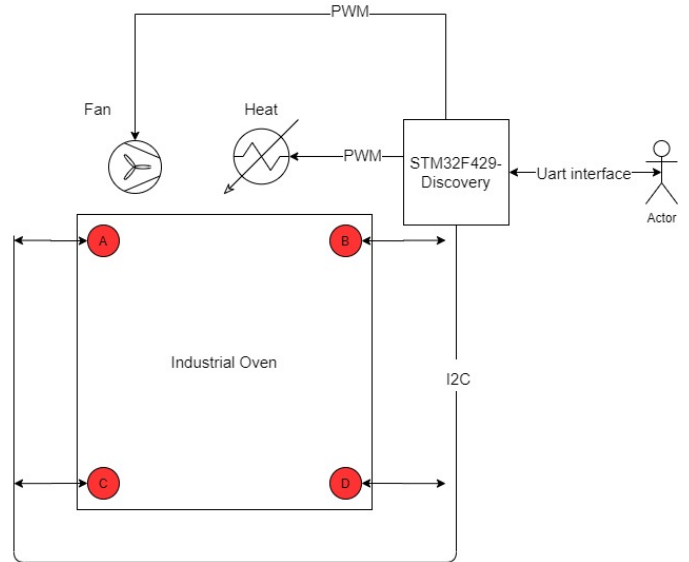 PWM
Fan
Heat
PWM
STM32F429-
Discovery
Uart interface
Actor
A
B
Industrial Oven
I2C
C
D